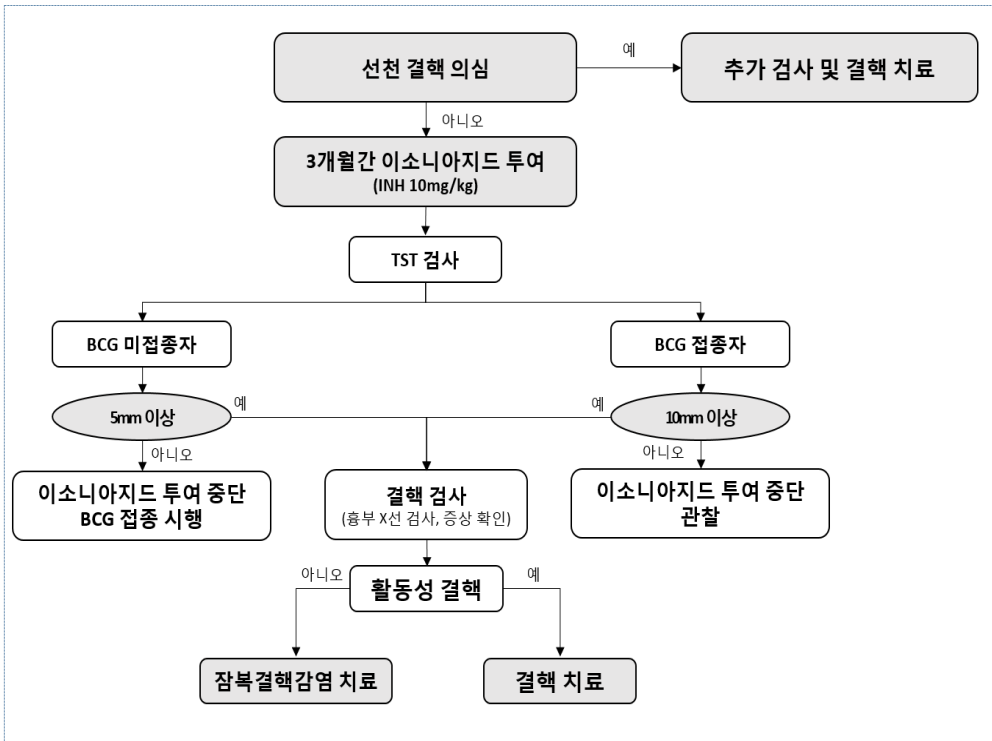 선천 결핵 의심
예
추가 검사 및 결핵 치료
아니오
3개월간 이소니아지드 투여
(INH 10mg/kg)
TST 검사
BCG 미접종자
BCG 접종자
5mm 이상
예
예
10mm 이상
아니오
아니오
이소니아지드 투여 중단
BCG 접종 시행
결핵 검사
(흉부 X선 검사, 증상 확인)
이소니아지드 투여 중단
관찰
아니오
활동성 결핵
예
잠복결핵감염 치료
결핵 치료